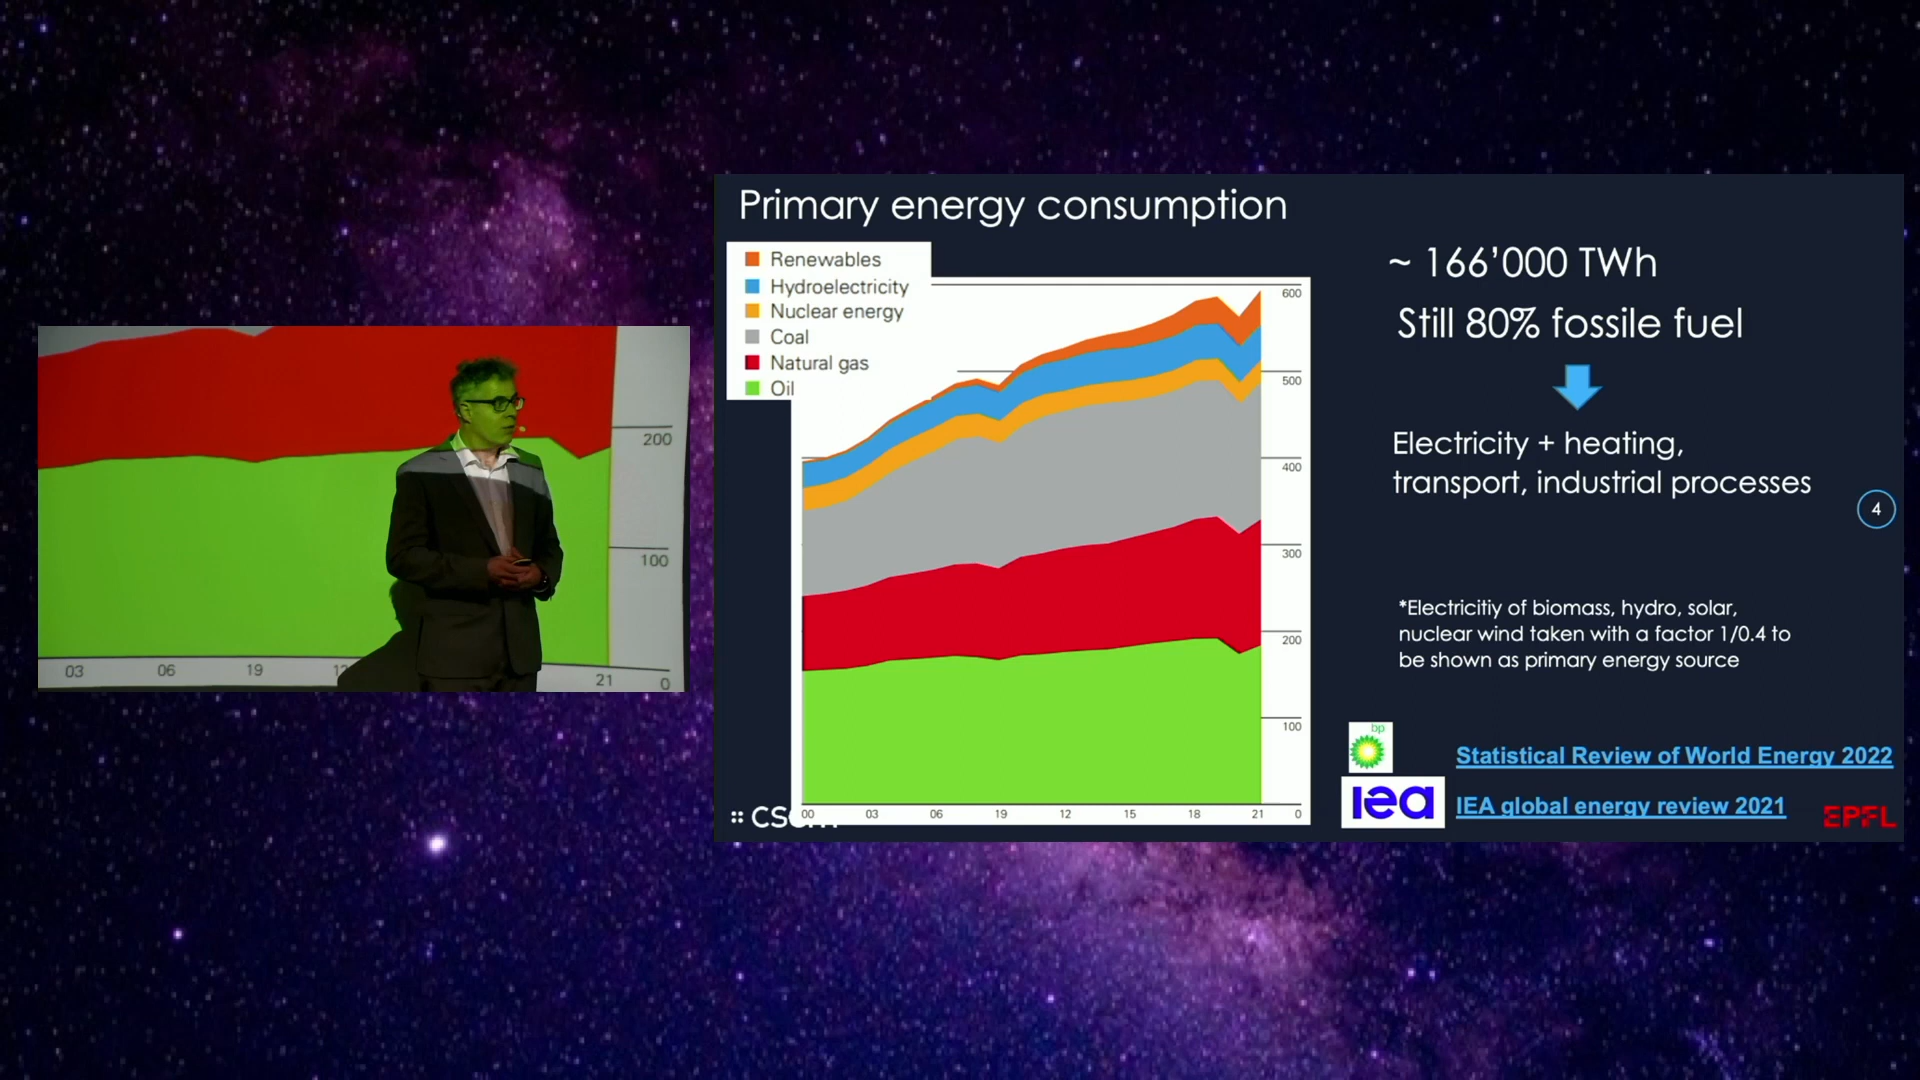 Primary energy consumption
Renewables
Hydroelectricity
Nuclear energy
Coal
Natural gas
Oil
600
500
400
300
200
100
0
00 03 06 19 12 15 18 21
~ 166’000 TWh
Still 80% fossile fuel
Electricity + heating,
transport, industrial processes
4
*Electricitiy of biomass, hydro, solar,
nuclear wind taken with a factor 1/0.4 to
be shown as primary energy source
bp
Statistical Review of World Energy 2022
iea
IEA global energy review 2021
EPFL
200
100
03 06 19
21 0